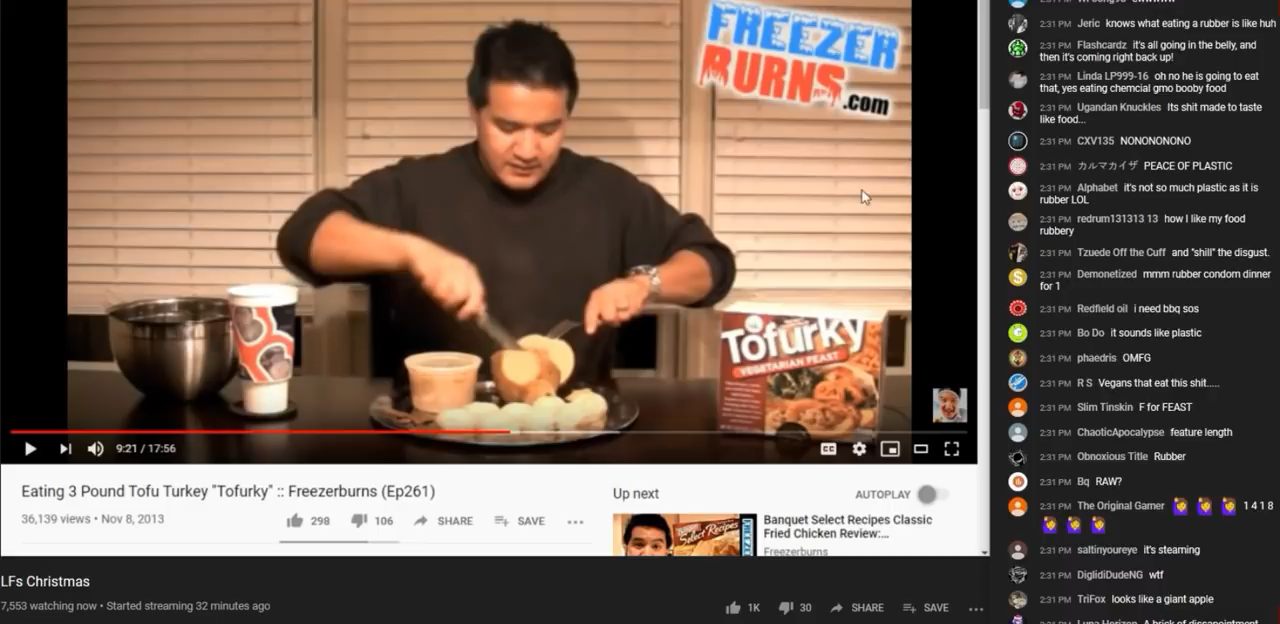 FREEZER
BURNS.com
Tofurky
VEGETARIAN FEAST
9:21 / 17:56
CC
Eating 3 Pound Tofu Turkey "Tofurky" :: Freezerburns (Ep261)
36,139 views • Nov 8, 2013
298
106
SHARE
SAVE
Up next
AUTOPLAY
Banquet Select Recipes Classic
Fried Chicken Review:...
Freezerburns
LFs Christmas
7,553 watching now • Started streaming 32 minutes ago
1K
30
SHARE
SAVE
2:31 PM Jeric knows what eating a rubber is like huh
2:31 PM Flashcardz it's all going in the belly, and
then it's coming right back up!
2:31 PM Linda LP999-16 oh no he is going to eat
that, yes eating chemcial gmo booby food
2:31 PM Ugandan Knuckles Its shit made to taste
like food...
2:31 PM CXV135 NONONONONO
2:31 PM カルマカイザ PEACE OF PLASTIC
2:31 PM Alphabet it's not so much plastic as it is
rubber LOL
2:31 PM redrum131313 13 how I like my food
rubbery
2:31 PM Tzuede Off the Cuff and "shill" the disgust.
2:31 PM Demonetized mmm rubber condom dinner
for 1
2:31 PM Redfield oil i need bbq sos
2:31 PM Bo Do it sounds like plastic
2:31 PM phaedris OMFG
2:31 PM R S Vegans that eat this shit.....
2:31 PM Slim Tinskin F for FEAST
2:31 PM ChaoticApocalypse feature length
2:31 PM Obnoxious Title Rubber
2:31 PM Bq RAW?
2:31 PM The Original Gamer 🙋‍♀️ 🙋‍♀️ 🙋‍♀️ 1 4 1 8
🙋‍♀️ 🙋‍♀️ 🙋‍♀️
2:31 PM saltinyoureye it's steaming
2:31 PM DiglidiDudeNG wtf
2:31 PM TriFox looks like a giant apple